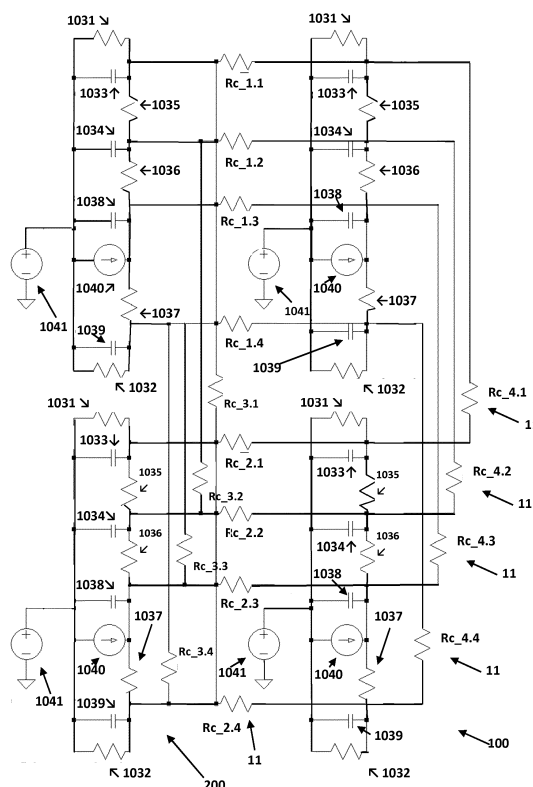 1031 1031
1033 Rc_1.1 1033
1035 1035
1034 1034
Rc_1.2
1036 1036
1038 1038
Rc_1.3
+ − + −
1040 1040
1041 1041
1037 1037
1039 Rc_1.4
1039
1032 1032
1031 Rc_3.1 1031 Rc_4.1
1
1033 Rc_2.1 1033
1035 1035
Rc_4.2
1034 Rc_3.2 11
Rc_2.2
1036 1034 1036
Rc_3.3 Rc_4.3
1038 1038 11
Rc_2.3
1037 1037
+ − + −
1040 Rc_3.4 1041 1040 Rc_4.4
1041 11
1039
Rc_2.4 1039
11 100
1032 1032
200